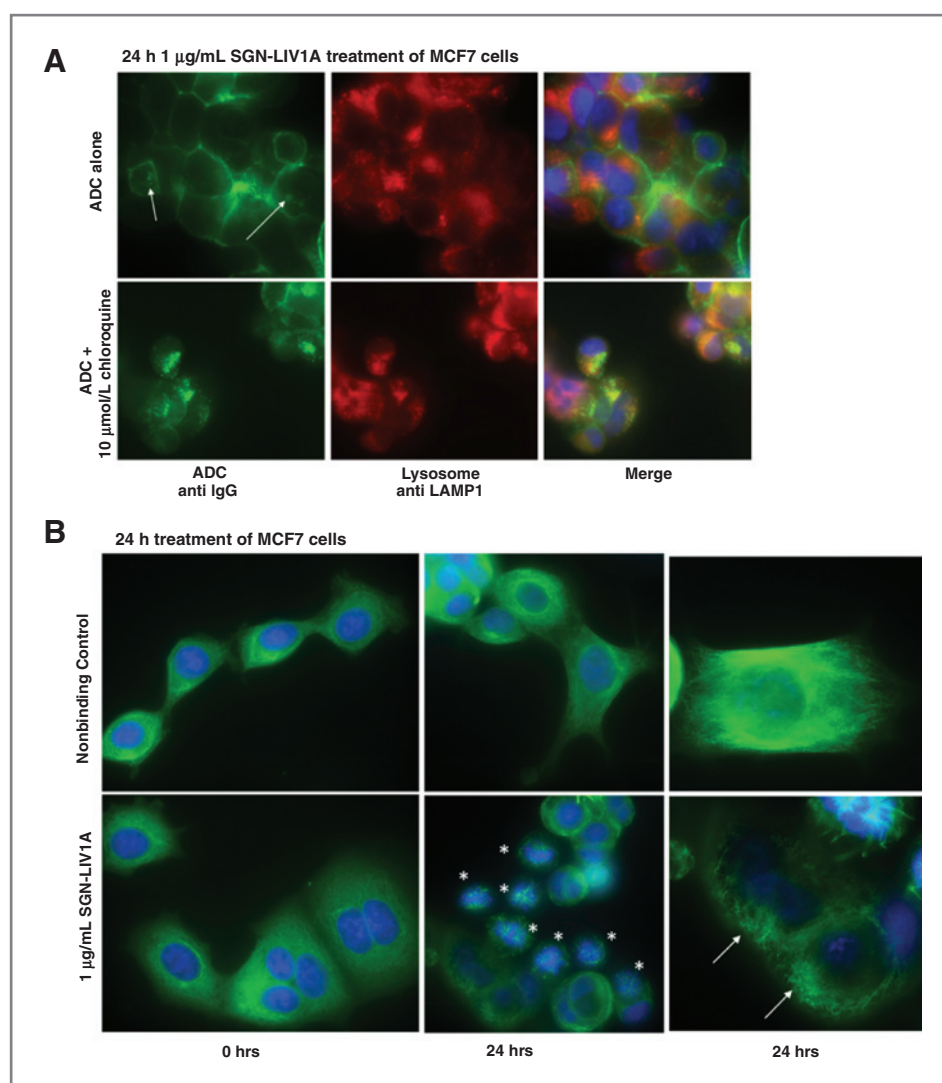 A
24 h 1 μg/mL SGN-LIV1A treatment of MCF7 cells
ADC alone
ADC +
10 μmol/L chloroquine
ADC
anti IgG
Lysosome
anti LAMP1
Merge
B
24 h treatment of MCF7 cells
Nonbinding Control
* * * * * * *
1 μg/mL SGN-LIV1A
0 hrs
24 hrs
24 hrs